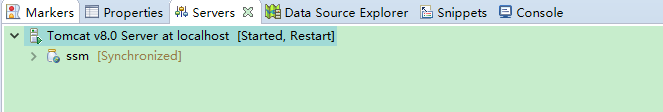 Markers Properties Servers Data Source Explorer Snippets Console
Tomcat v8.0 Server at localhost [Started, Restart]
ssm [Synchronized]